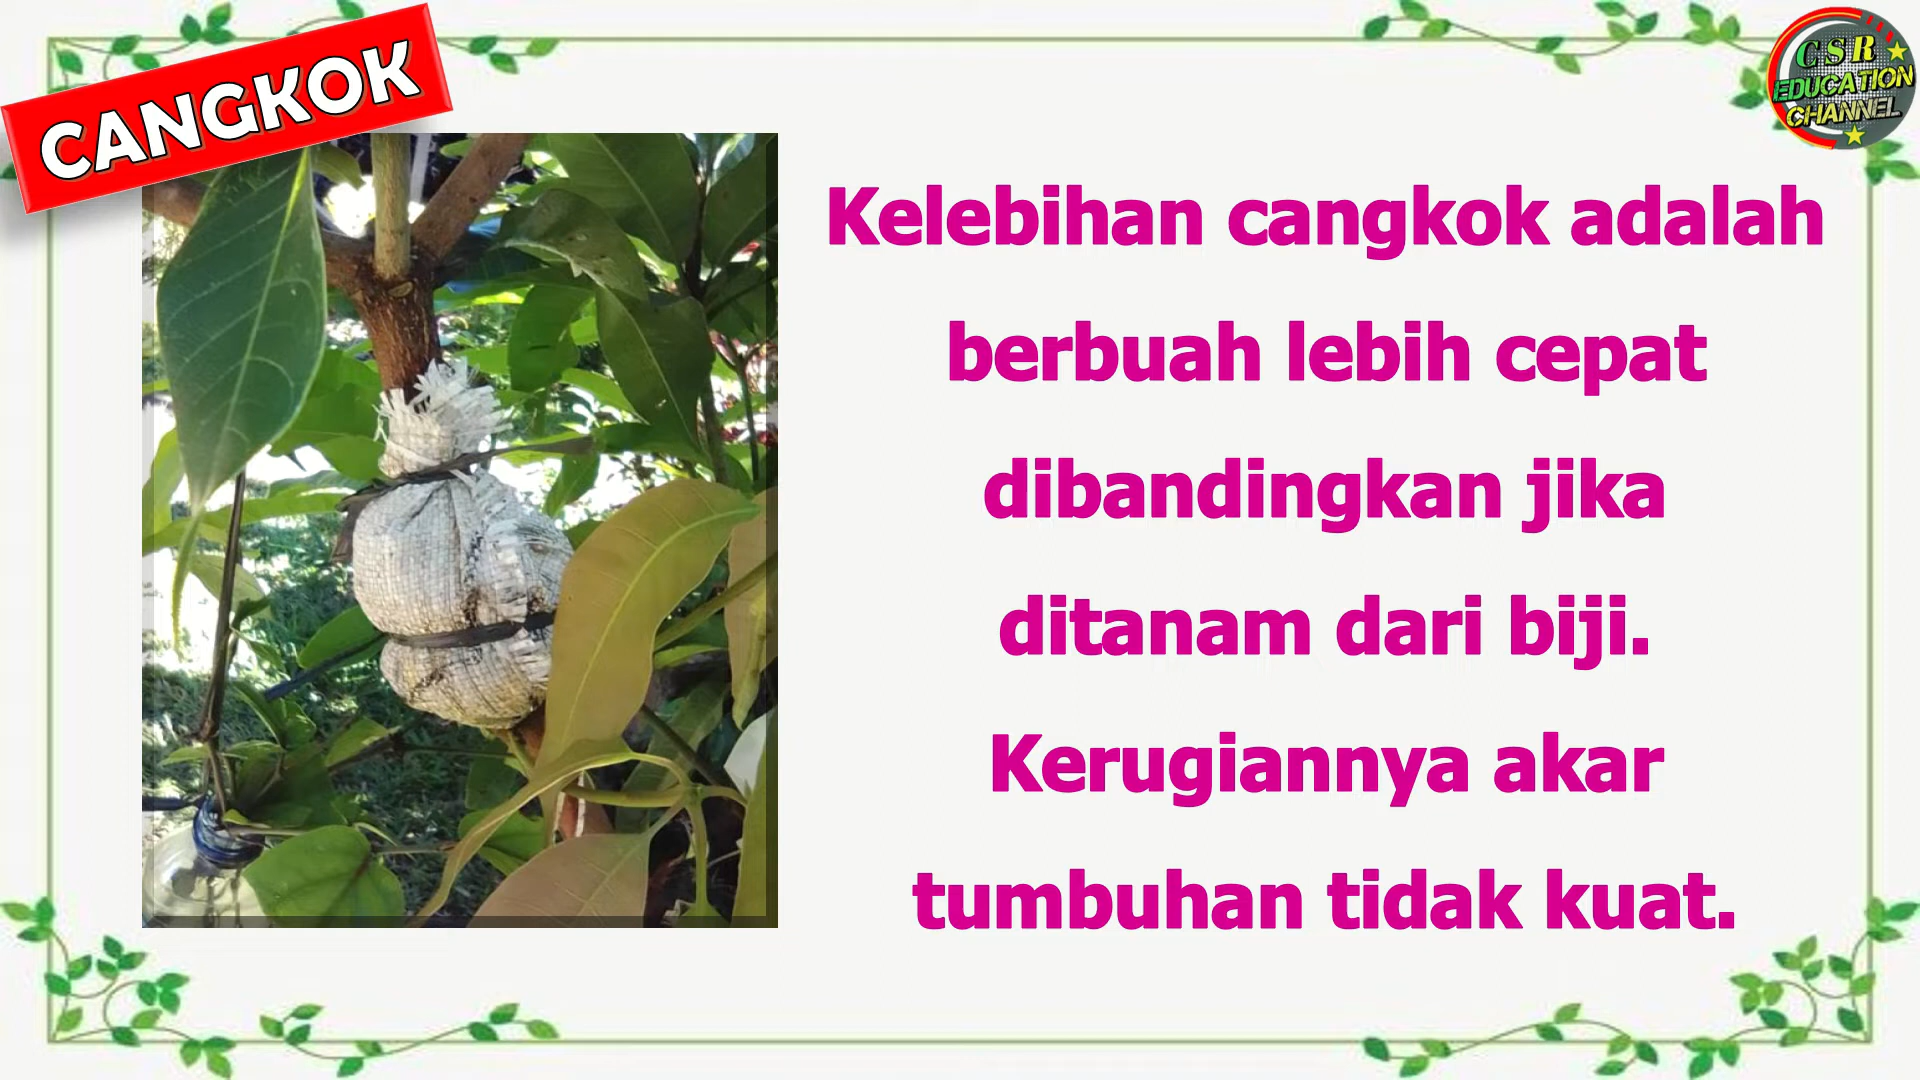 CANGKOK
CSR
EDUCATION
CHANNEL
Kelebihan cangkok adalah
berbuah lebih cepat
dibandingkan jika
ditanam dari biji.
Kerugiannya akar
tumbuhan tidak kuat.